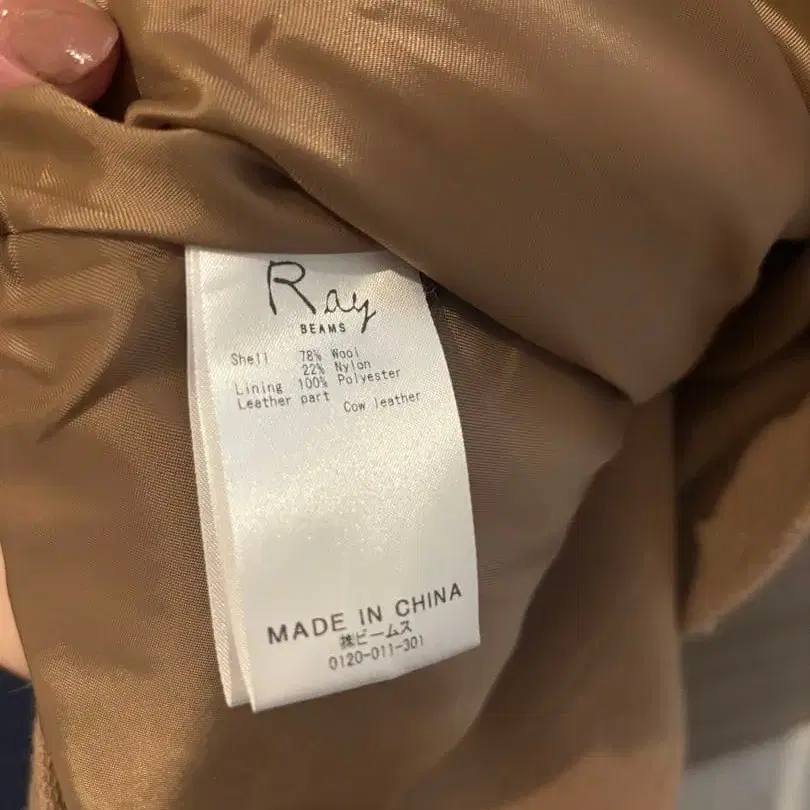 Ray
BEAMS
Shell 78% Wool
22% Nylon
Lining 100% Polyester
Leather part
Cow leather
MADE IN CHINA
㈱ビームス
0120-011-301